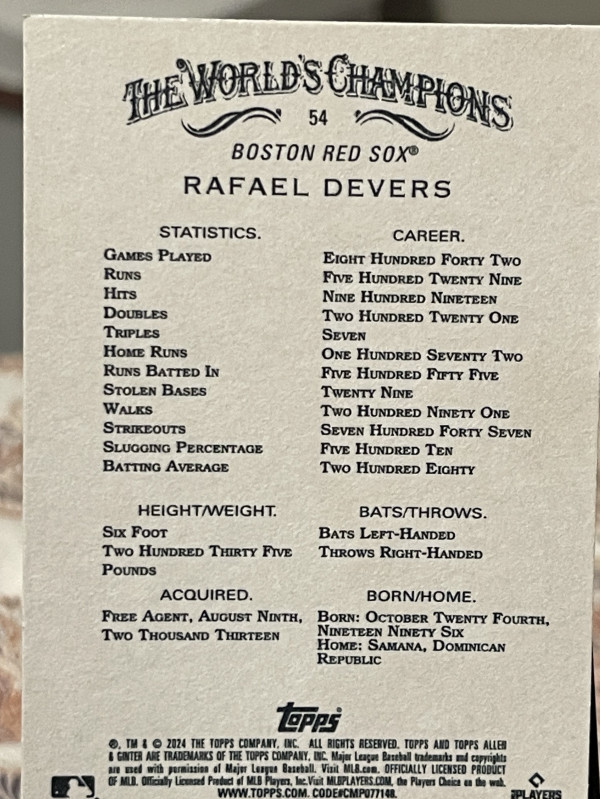 THE WORLD'S CHAMPIONS
54
BOSTON RED SOX®
RAFAEL DEVERS
STATISTICS. CAREER.
GAMES PLAYED EIGHT HUNDRED FORTY TWO
RUNS FIVE HUNDRED TWENTY NINE
HITS NINE HUNDRED NINETEEN
DOUBLES TWO HUNDRED TWENTY ONE
TRIPLES SEVEN
HOME RUNS ONE HUNDRED SEVENTY TWO
RUNS BATTED IN FIVE HUNDRED FIFTY FIVE
STOLEN BASES TWENTY NINE
WALKS TWO HUNDRED NINETY ONE
STRIKEOUTS SEVEN HUNDRED FORTY SEVEN
SLUGGING PERCENTAGE FIVE HUNDRED TEN
BATTING AVERAGE TWO HUNDRED EIGHTY
HEIGHT/WEIGHT.
SIX FOOT
TWO HUNDRED THIRTY FIVE
POUNDS
BATS/THROWS.
BATS LEFT-HANDED
THROWS RIGHT-HANDED
ACQUIRED.
FREE AGENT, AUGUST NINTH,
TWO THOUSAND THIRTEEN
BORN/HOME.
BORN: OCTOBER TWENTY FOURTH,
NINETEEN NINETY SIX
HOME: SAMANA, DOMINICAN
REPUBLIC
Topps
®, TM & © 2024 THE TOPPS COMPANY, INC. ALL RIGHTS RESERVED. TOPPS AND TOPPS ALLEN
& GINTER ARE TRADEMARKS OF THE TOPPS COMPANY, INC. Major League Baseball trademarks and copyrights
are used with permission of Major League Baseball. Visit MLB.com. OFFICIALLY LICENSED PRODUCT
OF MLB. Officially Licensed Product of MLB Players, Inc. Visit MLBPLAYERS.COM, the Players Choice on the web.
WWW.TOPPS.COM. CODE#CMP077148.
PLAYERS